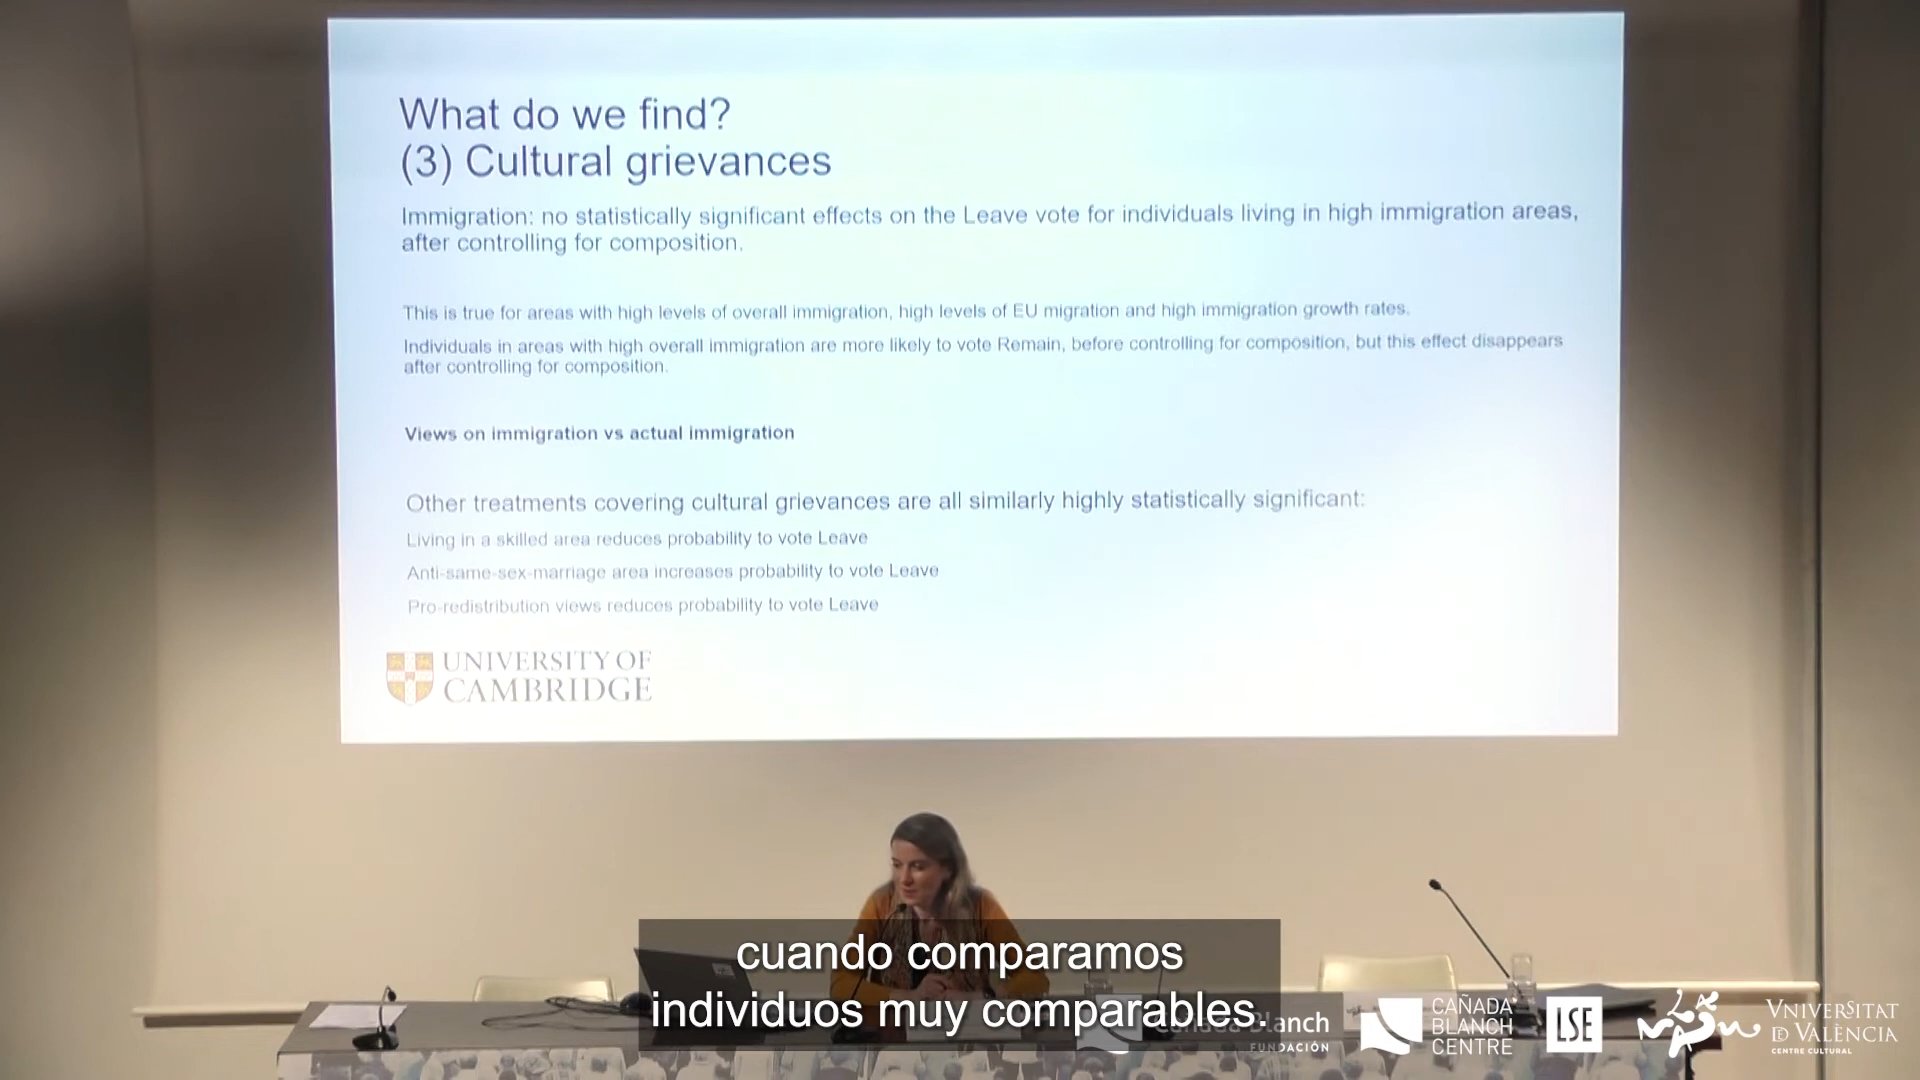 What do we find?
(3) Cultural grievances
Immigration: no statistically significant effects on the Leave vote for individuals living in high immigration areas,
after controlling for composition.
This is true for areas with high levels of overall immigration, high levels of EU migration and high immigration growth rates.
Individuals in areas with high overall immigration are more likely to vote Remain, before controlling for composition, but this effect disappears
after controlling for composition.
Views on immigration vs actual immigration
Other treatments covering cultural grievances are all similarly highly statistically significant:
Living in a skilled area reduces probability to vote Leave
Anti-same-sex-marriage area increases probability to vote Leave
Pro-redistribution views reduces probability to vote Leave
UNIVERSITY OF
CAMBRIDGE
cuando comparamos
individuos muy comparables.
Blanch
FUNDACIÓN
CAÑADA
BLANCH
CENTRE
LSE
VNIVERSITAT
D VALÈNCIA
CENTRE CULTURAL